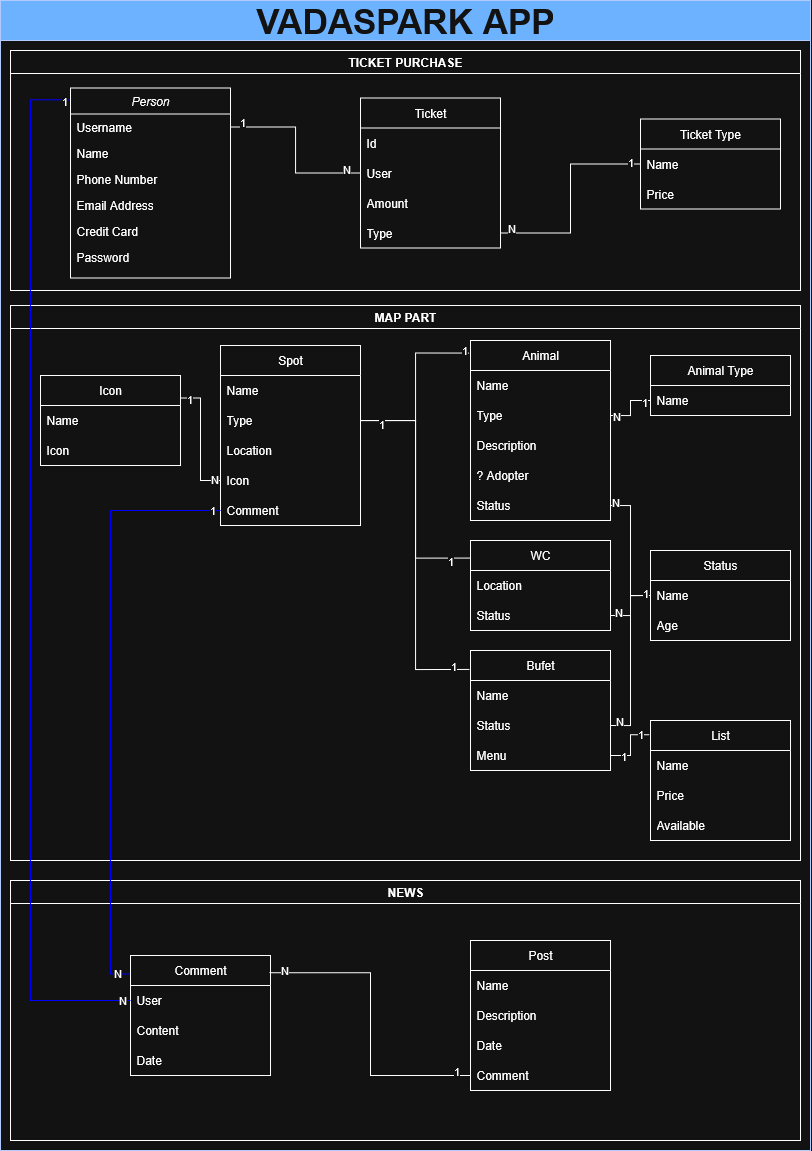 VADASPARK APP
TICKET PURCHASE
Person
Username
Name
Phone Number
Email Address
Credit Card
Password
1
1
N
Ticket
Id
User
Amount
Type
N
1
Ticket Type
Name
Price
MAP PART
Icon
Name
Icon
1
N
1
Spot
Name
Type
Location
Icon
Comment
1
1
1
1
Animal
Name
Type
Description
? Adopter
Status
N
1
N
Animal Type
Name
WC
Location
Status
N
1
Status
Name
Age
Bufet
Name
Status
Menu
N
1
1
List
Name
Price
Available
NEWS
N
N
Comment
User
Content
Date
N
1
Post
Name
Description
Date
Comment